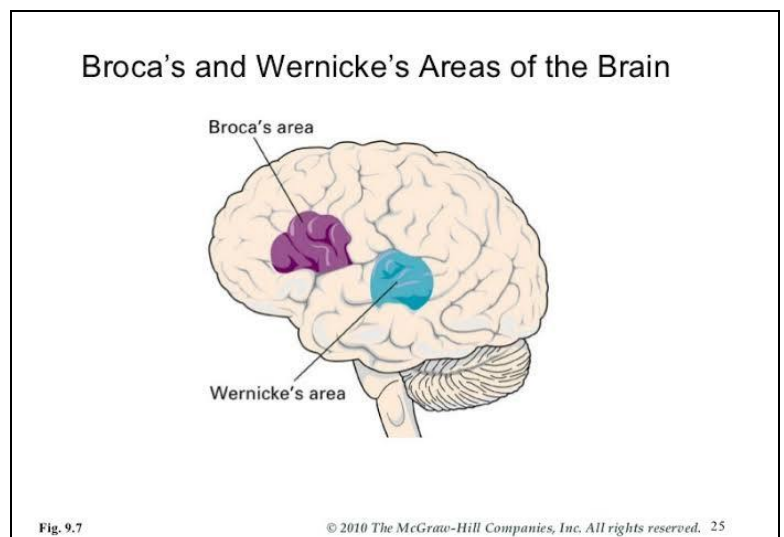 Broca’s and Wernicke’s Areas of the Brain
Broca’s area
Wernicke’s area
Fig. 9.7
© 2010 The McGraw-Hill Companies, Inc. All rights reserved. 25